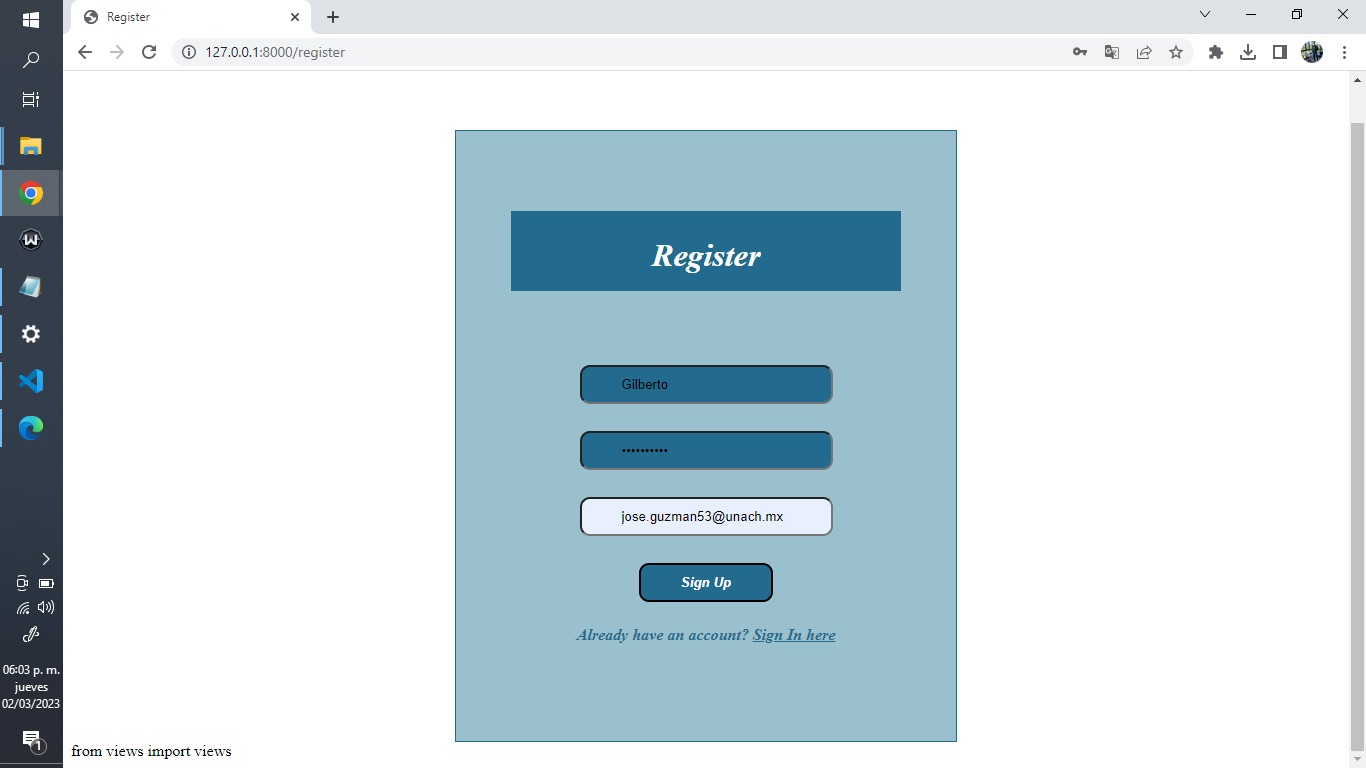 Register
127.0.0.1:8000/register
Register
Gilberto
••••••••••
jose.guzman53@unach.mx
Sign Up
Already have an account? Sign In here
from views import views
06:03 p. m.
jueves
02/03/2023
1